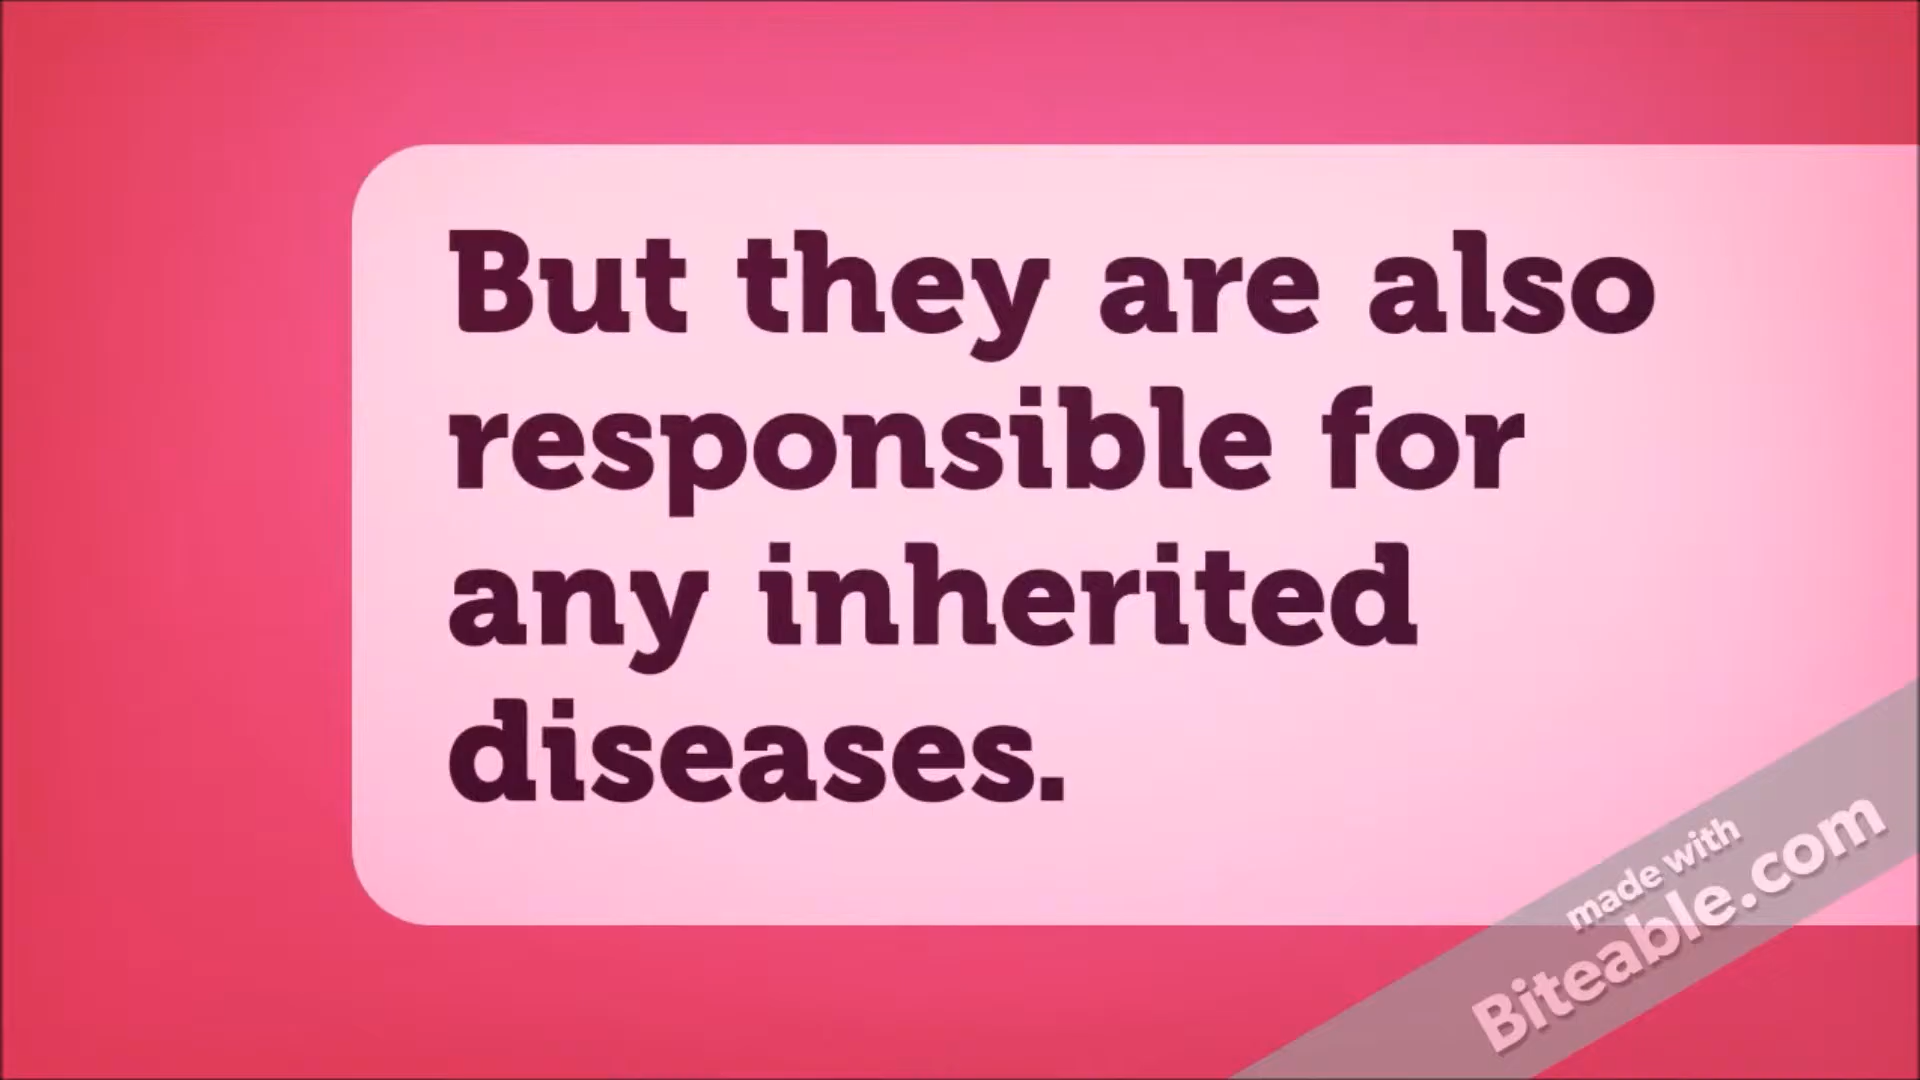 But they are also
responsible for
any inherited
diseases.
made with
Biteable.com